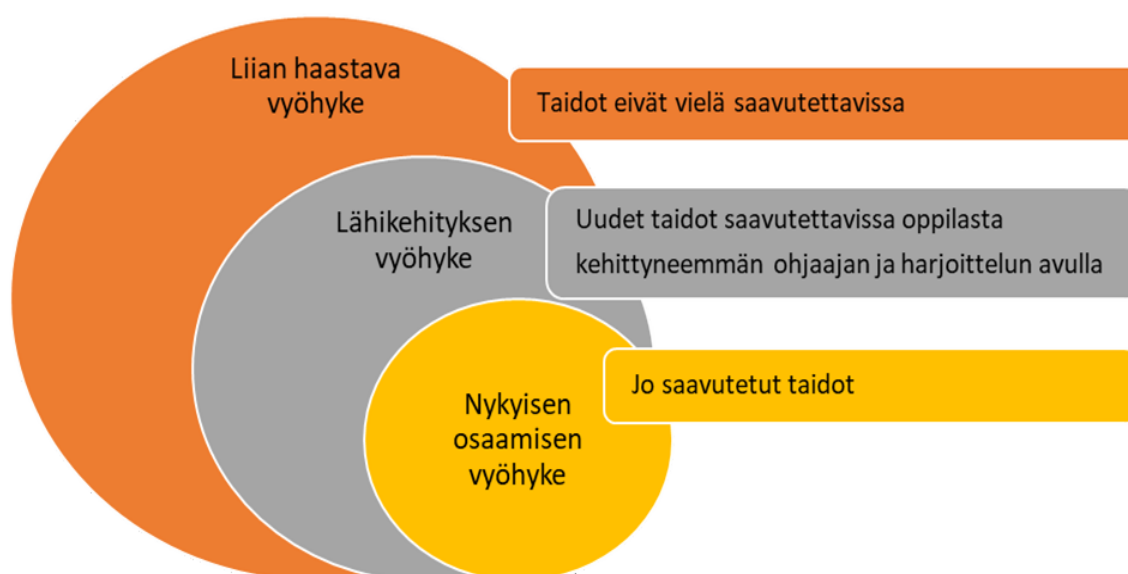 Liian haastava
vyöhyke
Taidot eivät vielä saavutettavissa
Lähikehityksen
vyöhyke
Uudet taidot saavutettavissa oppilasta
kehittyneemmän ohjaajan ja harjoittelun avulla
Nykyisen
osaamisen
vyöhyke
Jo saavutetut taidot